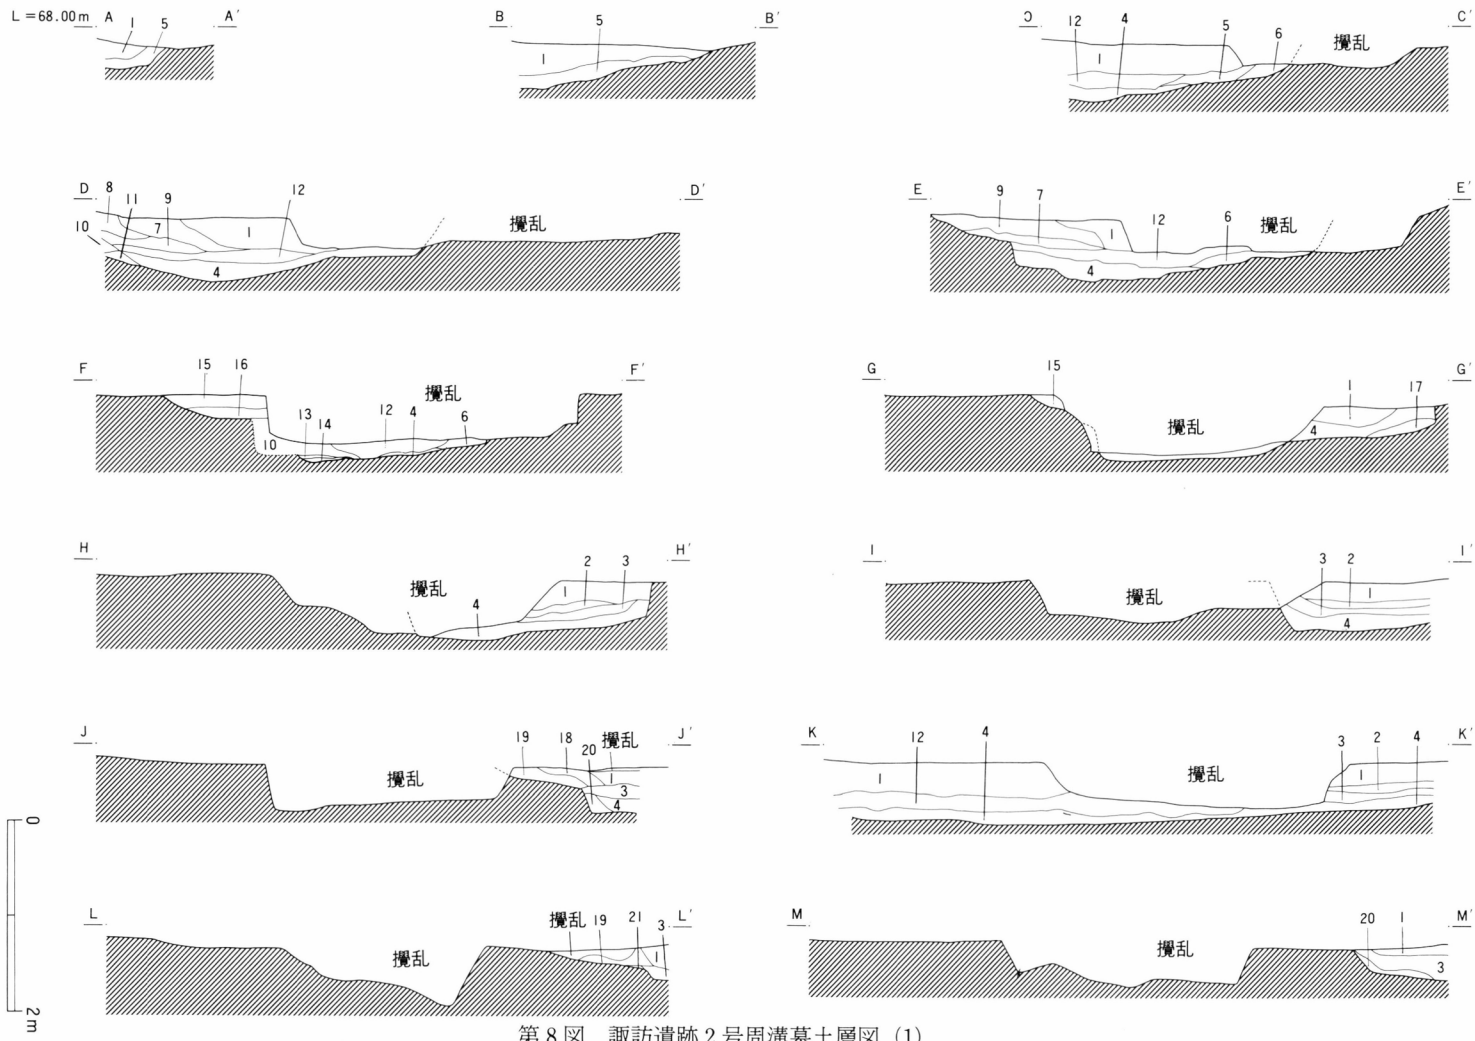 L=68.00m A 1 5 A′
B 5 B′
1
C 12 4 5 6 攪乱 C′
1
D 8 11 9 12 D′
10 7 1 攪乱
4
E 9 7 12 6 攪乱 E′
1
4
F 15 16 攪乱 F′
13 14 12 4 6
10
G 15 1 17 G′
攪乱 4
H 2 3 H′
攪乱 1
4
I 3 2 I′
攪乱 1
4
J 19 18 20 攪乱 J′
攪乱 1
3
4
K 12 4 3 2 4 K′
1 攪乱 1
L 攪乱 19 21 3 L′
攪乱 1
M 20 1 M′
攪乱 3
0
2m
第8図 諏訪遺跡2号周溝墓土層図(1)